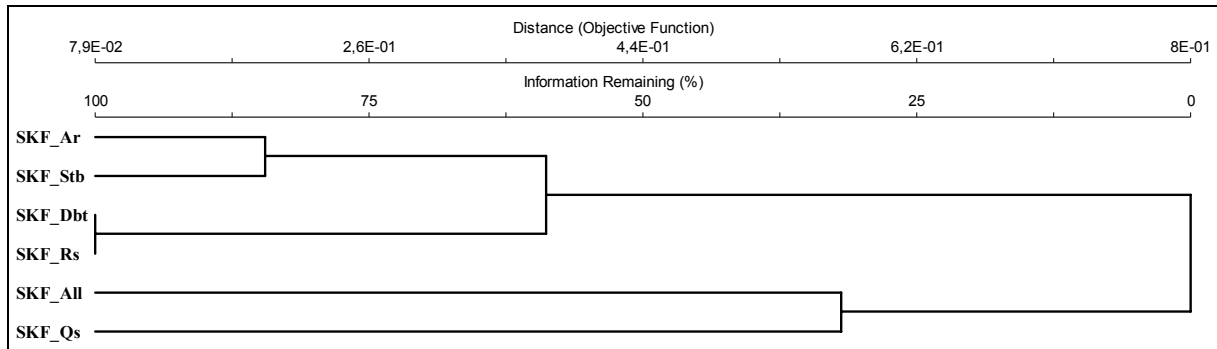 Distance (Objective Function)
7,9E-02 2,6E-01 4,4E-01 6,2E-01 8E-01
Information Remaining (%)
100 75 50 25 0
SKF_Ar
SKF_Stb
SKF_Dbt
SKF_Rs
SKF_All
SKF_Qs